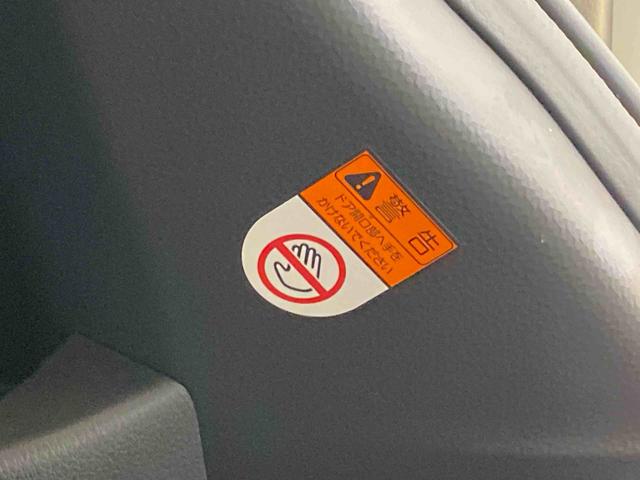 警告
ドア開口部へ手を
かけないでください